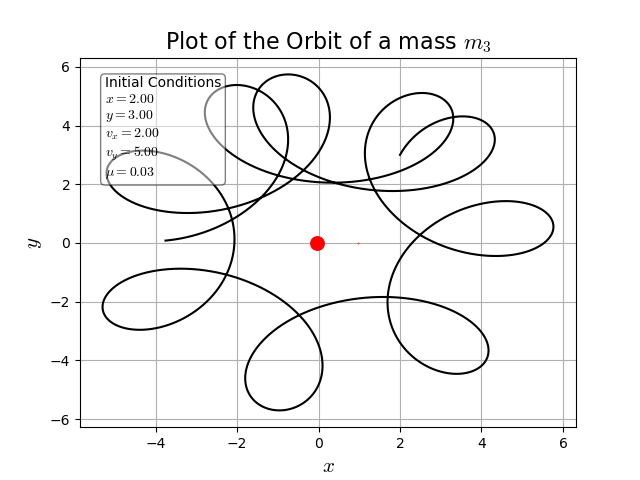 Plot of the Orbit of a mass m₃
Initial Conditions
x = 2.00
y = 3.00
vₓ = 2.00
v_y = 5.00
μ = 0.03
6
4
2
0
−2
−4
−6
y
−4
−2
0
2
4
6
x